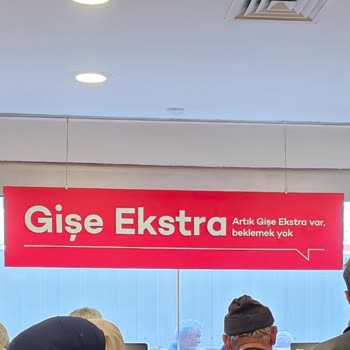 Gişe Ekstra
Artık Gişe Ekstra var,
beklemek yok